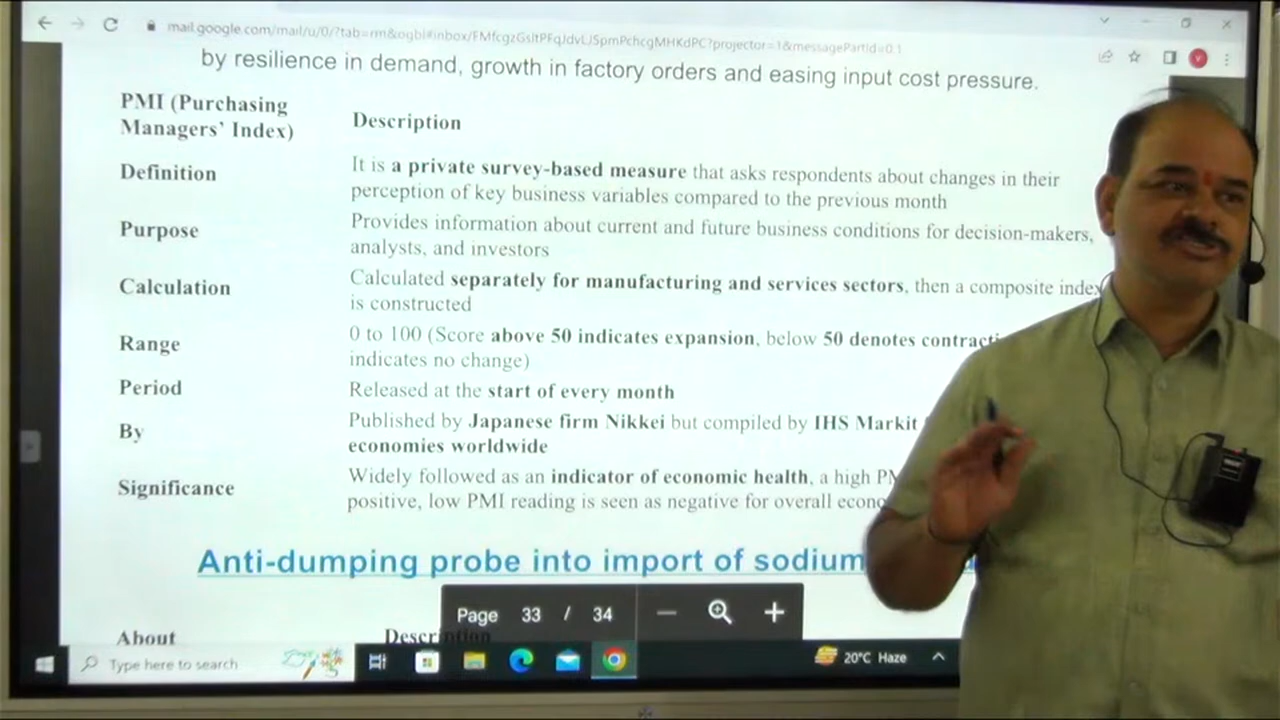 mail.google.com/mail/u/0/?tab=rm&ogbl#inbox/FMfcgzGsltPFqJdvLJSpmPchcgMHKdPC?projector=1&messagePartId=0.1
by resilience in demand, growth in factory orders and easing input cost pressure.
PMI (Purchasing
Managers' Index)
Description
Definition
It is a private survey-based measure that asks respondents about changes in their
perception of key business variables compared to the previous month
Purpose
Provides information about current and future business conditions for decision-makers,
analysts, and investors
Calculation
Calculated separately for manufacturing and services sectors, then a composite index
is constructed
Range
0 to 100 (Score above 50 indicates expansion, below 50 denotes contracti
indicates no change)
Period
Released at the start of every month
By
Published by Japanese firm Nikkei but compiled by IHS Markit
economies worldwide
Significance
Widely followed as an indicator of economic health, a high PM
positive, low PMI reading is seen as negative for overall econo
Anti-dumping probe into import of sodium
Page 33 / 34
About
Description
Type here to search
20°C Haze